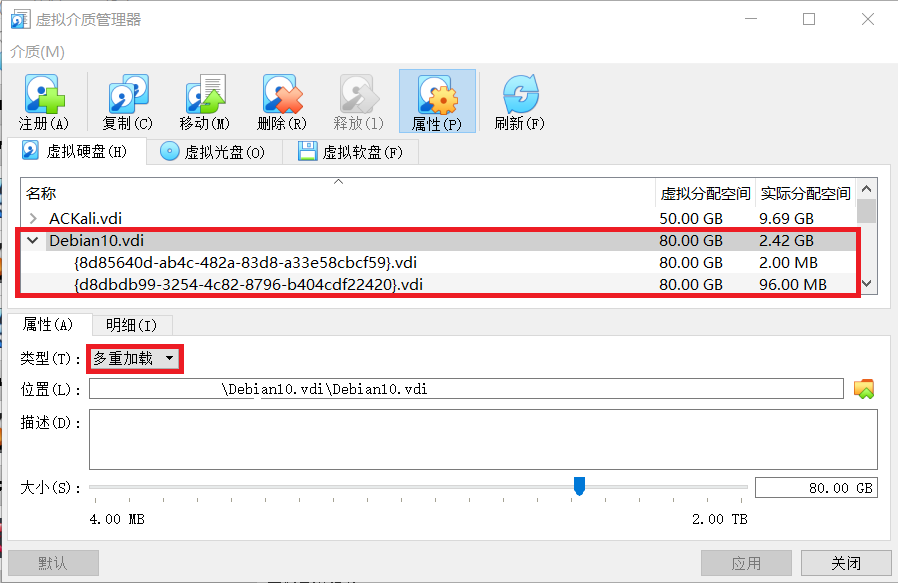 虚拟介质管理器
介质(M)
注册(A) 复制(C) 移动(M) 删除(R) 释放(l) 属性(P) 刷新(F)
虚拟硬盘(H) 虚拟光盘(O) 虚拟软盘(F)
名称 虚拟分配空间 实际分配空间
ACKali.vdi 50.00 GB 9.69 GB
Debian10.vdi 80.00 GB 2.42 GB
{8d85640d-ab4c-482a-83d8-a33e58cbcf59}.vdi 80.00 GB 2.00 MB
{d8dbdb99-3254-4c82-8796-b404cdf22420}.vdi 80.00 GB 96.00 MB
属性(A) 明细(I)
类型(T): 多重加载
位置(L): \Debian10.vdi\Debian10.vdi
描述(D):
大小(S): 80.00 GB
4.00 MB 2.00 TB
默认 应用 关闭